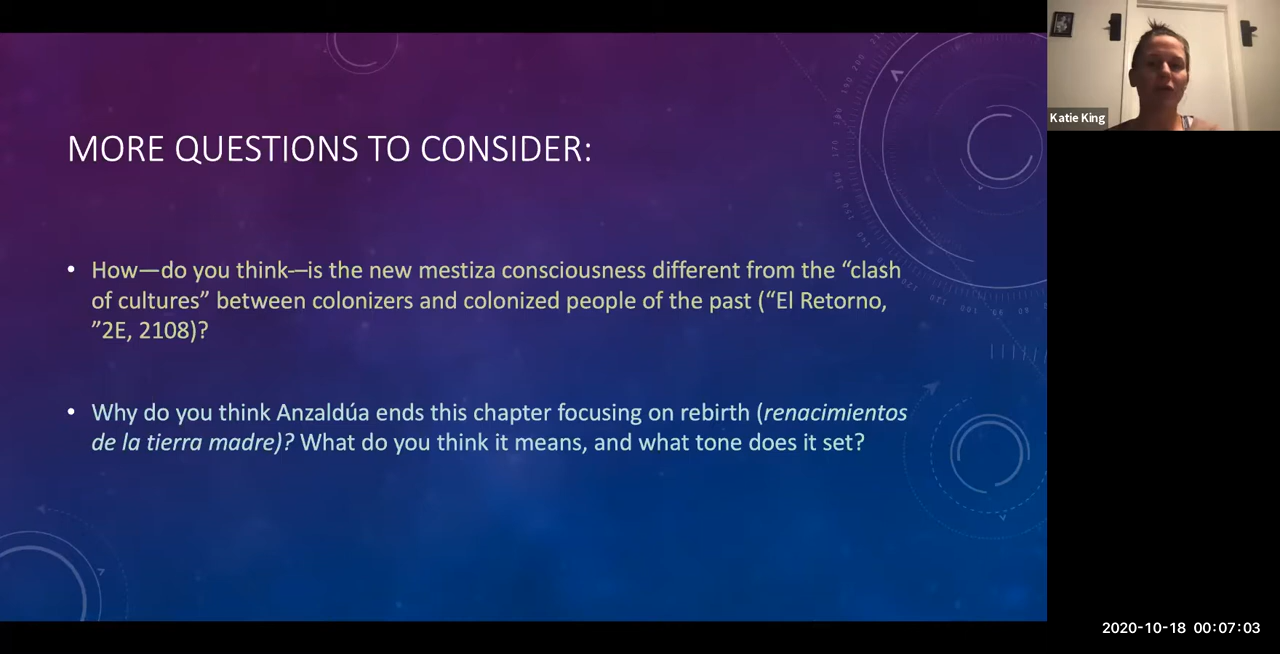 MORE QUESTIONS TO CONSIDER:
• How—do you think-–is the new mestiza consciousness different from the “clash
of cultures” between colonizers and colonized people of the past (“El Retorno,
”2E, 2108)?
• Why do you think Anzaldúa ends this chapter focusing on rebirth (renacimientos
de la tierra madre)? What do you think it means, and what tone does it set?
Katie King
2020-10-18 00:07:03